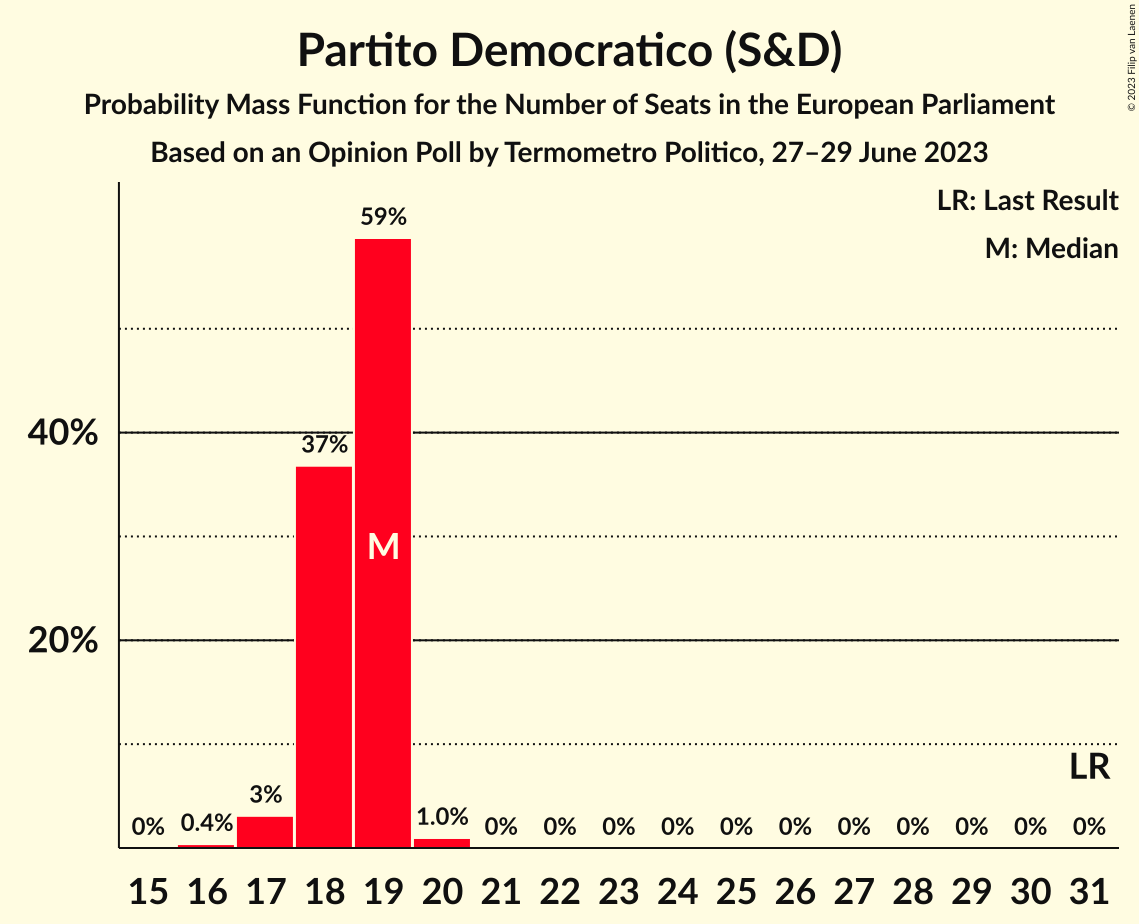 Partito Democratico (S&D)
Probability Mass Function for the Number of Seats in the European Parliament
Based on an Opinion Poll by Termometro Politico, 27–29 June 2023
© 2023 Filip van Laenen
LR: Last Result
M: Median
59%
40%
37%
M
20%
LR
0% 0.4% 3% 1.0% 0% 0% 0% 0% 0% 0% 0% 0% 0% 0% 0%
15 16 17 18 19 20 21 22 23 24 25 26 27 28 29 30 31